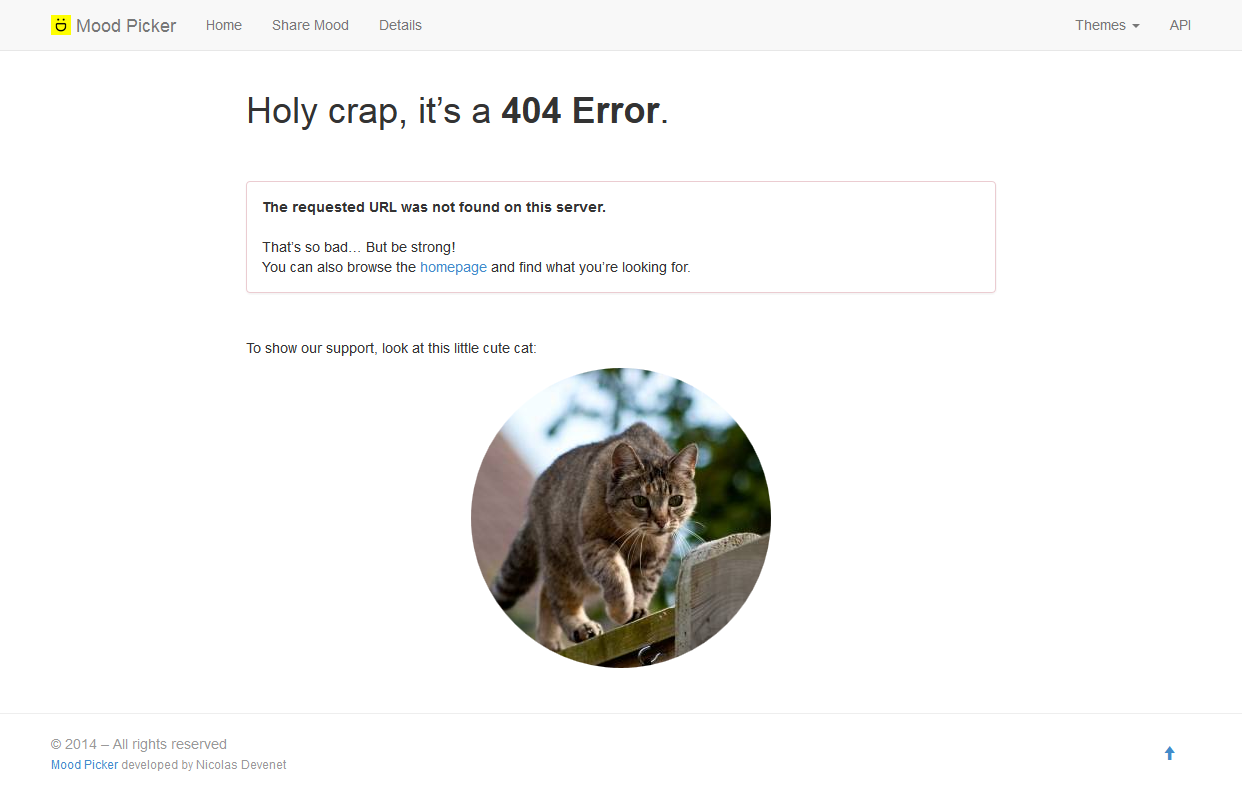 Mood Picker Home Share Mood Details Themes API
Holy crap, it’s a 404 Error.
The requested URL was not found on this server.
That’s so bad… But be strong!
You can also browse the homepage and find what you’re looking for.
To show our support, look at this little cute cat:
© 2014 – All rights reserved
Mood Picker developed by Nicolas Devenet